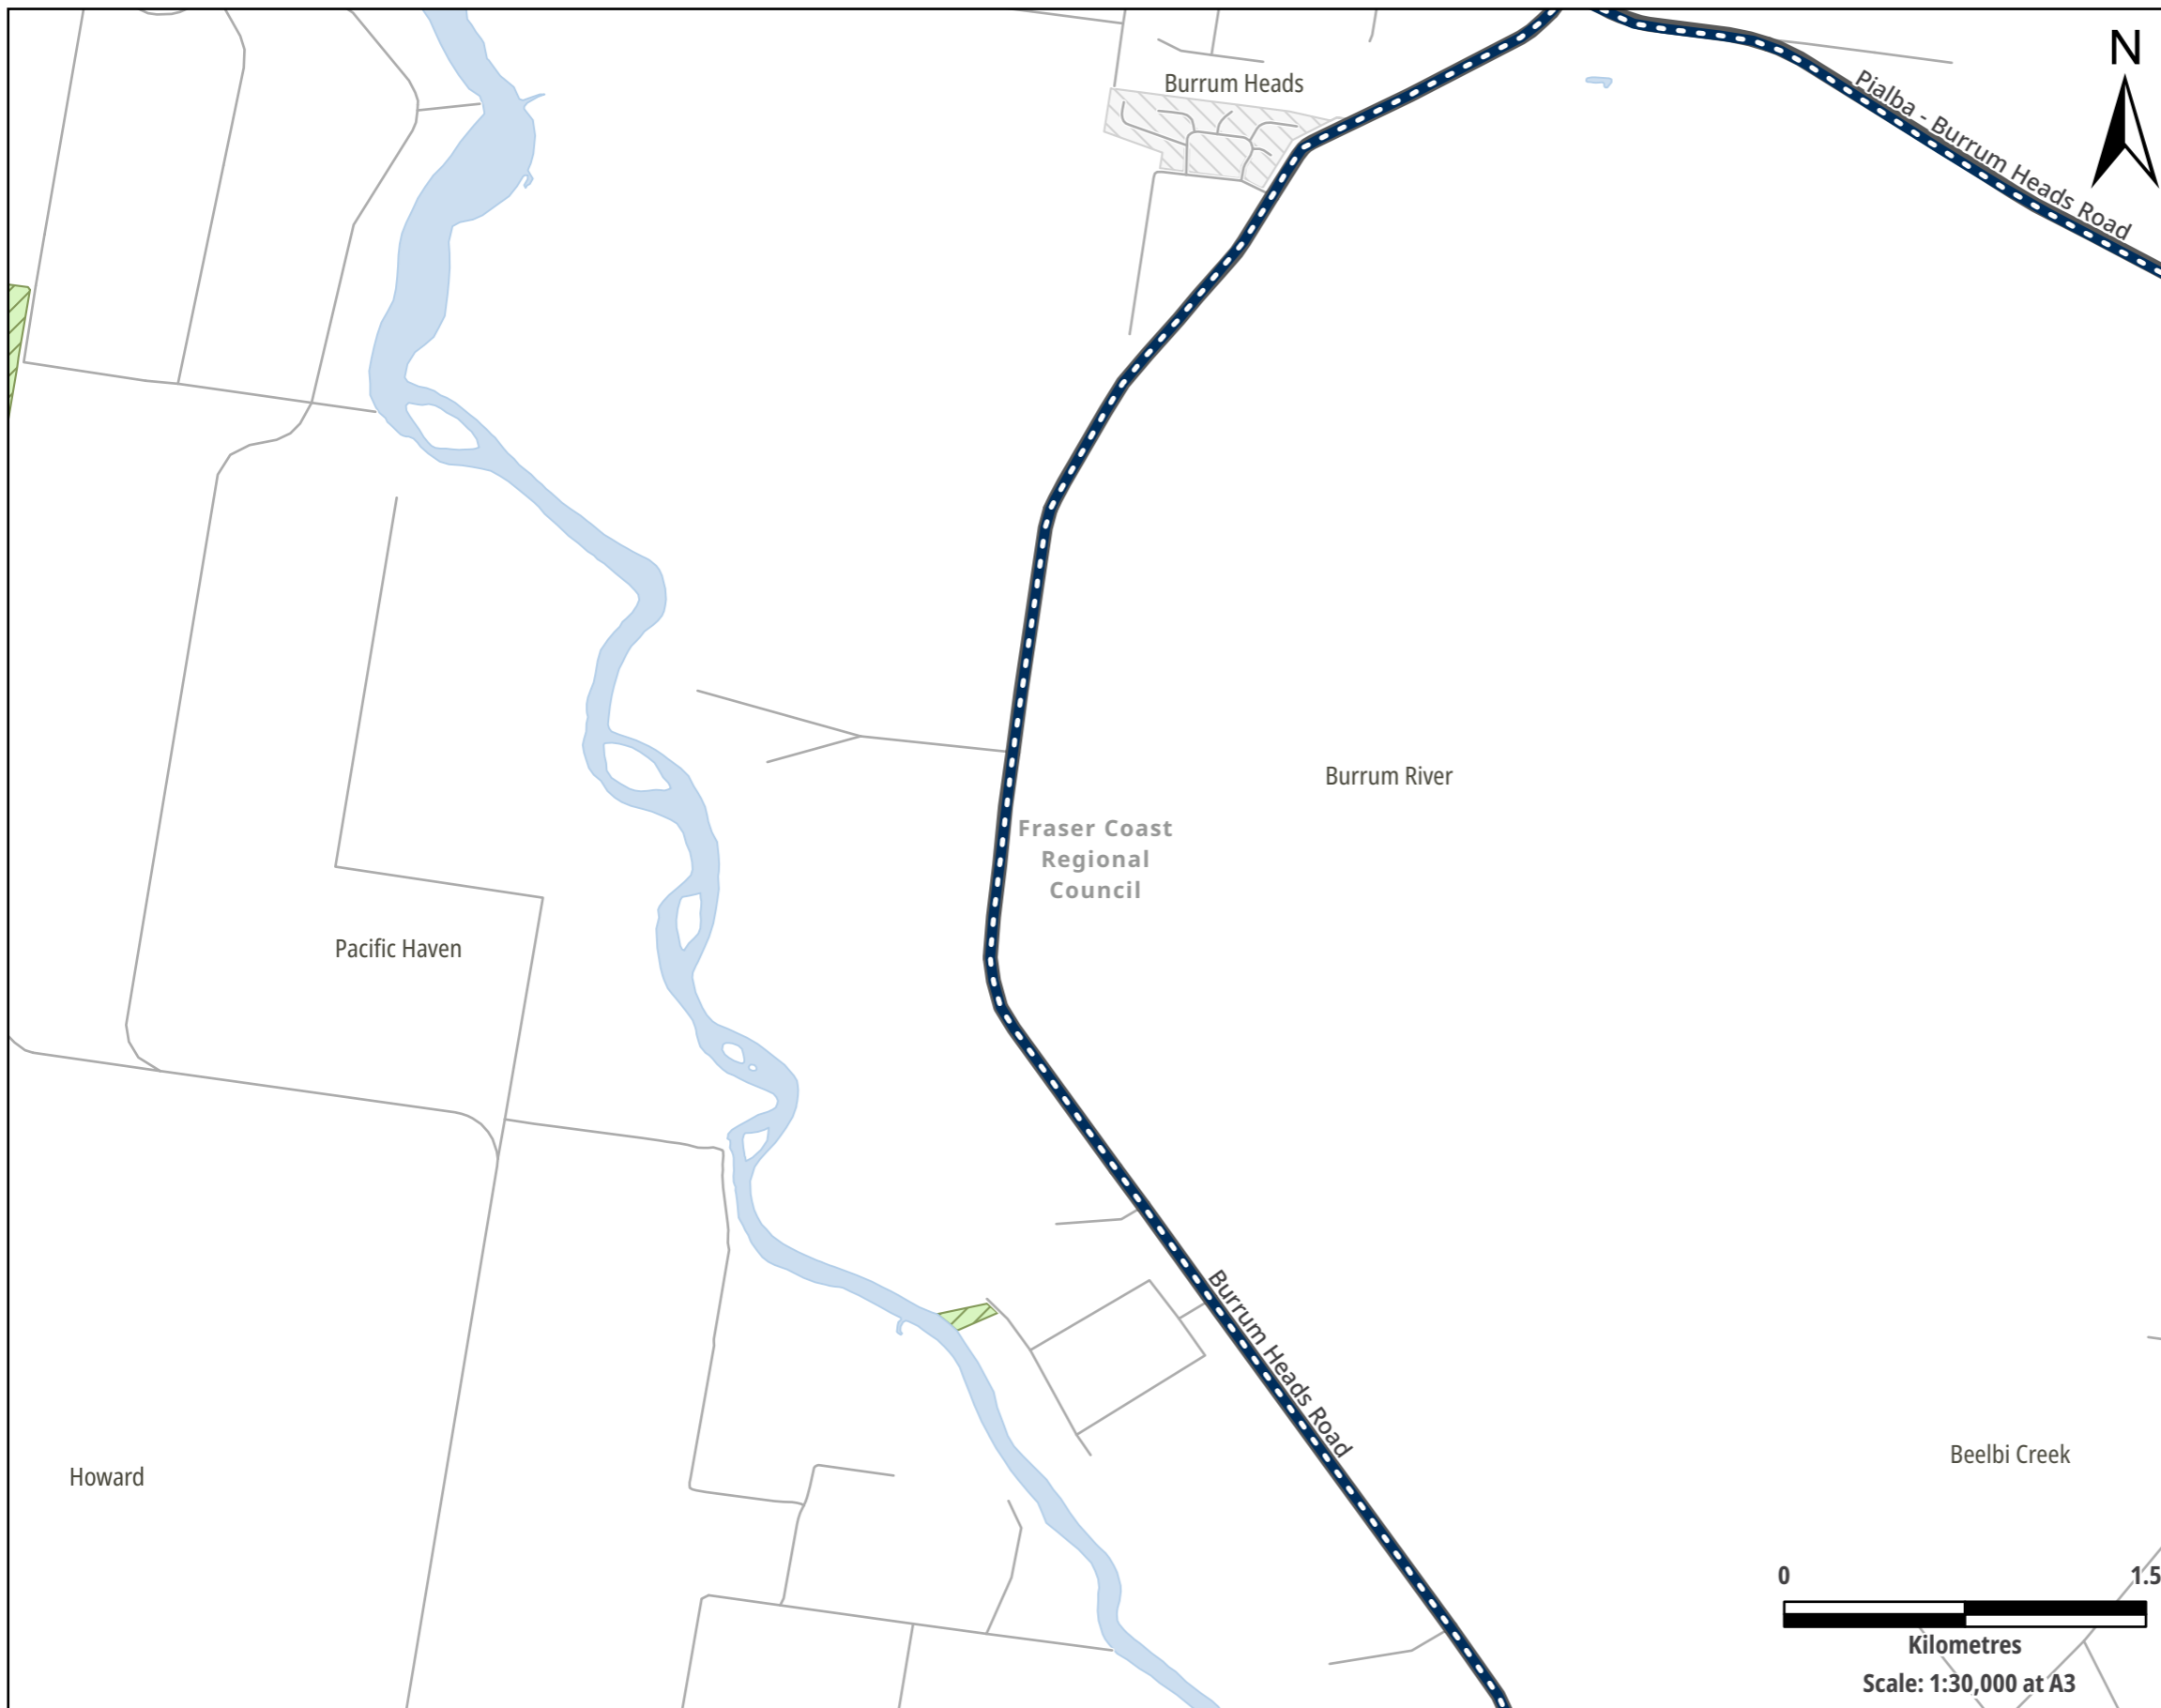 N
Burrum Heads
Pialba - Burrum Heads Road
Burrum River
Fraser Coast
Regional
Council
Pacific Haven
Burrum Heads Road
Howard
Beelbi Creek
0 1.5
Kilometres
Scale: 1:30,000 at A3